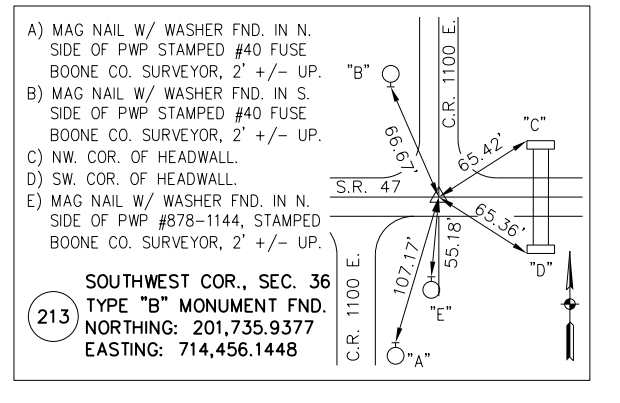 A) MAG NAIL W/ WASHER FND. IN N.
SIDE OF PWP STAMPED #40 FUSE
BOONE CO. SURVEYOR, 2' +/- UP.
B) MAG NAIL W/ WASHER FND. IN S.
SIDE OF PWP STAMPED #40 FUSE
BOONE CO. SURVEYOR, 2' +/- UP.
C) NW. COR. OF HEADWALL.
D) SW. COR. OF HEADWALL.
E) MAG NAIL W/ WASHER FND. IN N.
SIDE OF PWP #878-1144, STAMPED
BOONE CO. SURVEYOR, 2' +/- UP.
213
SOUTHWEST COR., SEC. 36
TYPE "B" MONUMENT FND.
NORTHING: 201,735.9377
EASTING: 714,456.1448
"B"
C.R. 1100 E.
"C"
66.67'
65.42'
S.R. 47
65.36'
"D"
107.17'
55.18'
"E"
C.R. 1100 E.
"A"